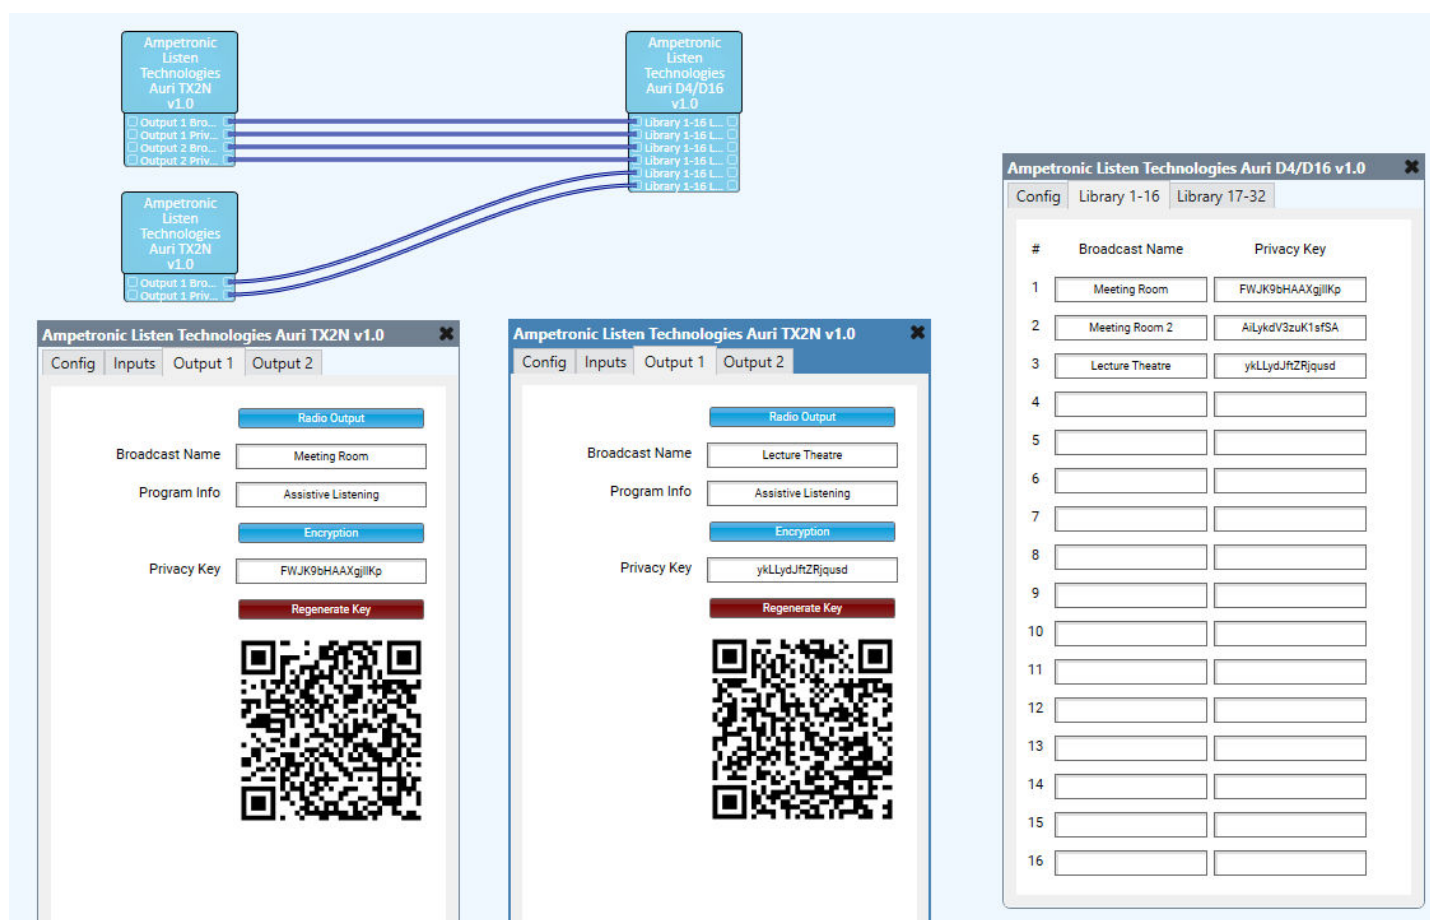 Ampetronic
Listen
Technologies
Auri TX2N
v1.0
Output 1 Bro...
Output 1 Priv...
Output 2 Bro...
Output 2 Priv...
Ampetronic
Listen
Technologies
Auri D4/D16
v1.0
Library 1-16 L...
Library 1-16 L...
Library 1-16 L...
Library 1-16 L...
Library 1-16 L...
Library 1-16 L...
Ampetronic
Listen
Technologies
Auri TX2N
v1.0
Output 1 Bro...
Output 1 Priv...
Ampetronic Listen Technologies Auri TX2N v1.0
Config Inputs Output 1 Output 2
Radio Output
Broadcast Name Meeting Room
Program Info Assistive Listening
Encryption
Privacy Key FWJK9bHAAXgjIlKp
Regenerate Key
Ampetronic Listen Technologies Auri TX2N v1.0
Config Inputs Output 1 Output 2
Radio Output
Broadcast Name Lecture Theatre
Program Info Assistive Listening
Encryption
Privacy Key ykLLydJftZRjqusd
Regenerate Key
Ampetronic Listen Technologies Auri D4/D16 v1.0
Config Library 1-16 Library 17-32
# Broadcast Name Privacy Key
1 Meeting Room FWJK9bHAAXgjIlKp
2 Meeting Room 2 AiLykdV3zuK1sfSA
3 Lecture Theatre ykLLydJftZRjqusd
4
5
6
7
8
9
10
11
12
13
14
15
16